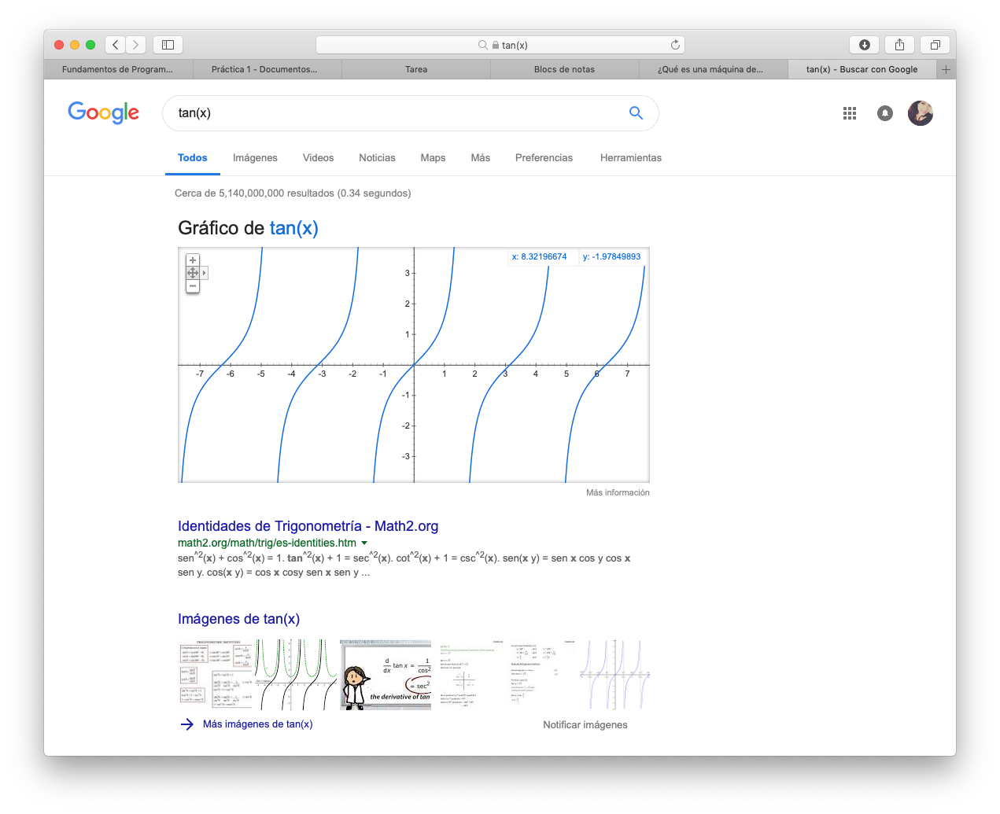 tan(x)
Fundamentos de Program...
Práctica 1 - Documentos...
Tarea
Blocs de notas
¿Qué es una máquina de...
tan(x) - Buscar con Google
Google
tan(x)
Todos Imágenes Videos Noticias Maps Más Preferencias Herramientas
Cerca de 5,140,000,000 resultados (0.34 segundos)
Gráfico de tan(x)
x: 8.32196674 y: -1.97849893
3
2
1
-7 -6 -5 -4 -3 -2 -1 1 2 3 4 5 6 7
-1
-2
-3
Más información
Identidades de Trigonometría - Math2.org
math2.org/math/trig/es-identities.htm
sen^2(x) + cos^2(x) = 1. tan^2(x) + 1 = sec^2(x). cot^2(x) + 1 = csc^2(x). sen(x y) = sen x cos y cos x
sen y. cos(x y) = cos x cosy sen x sen y ...
Imágenes de tan(x)
TRIGONOMETRIC IDENTITIES
d/dx tan x = 1/cos²
= sec²
the derivative of tan
Más imágenes de tan(x)
Notificar imágenes